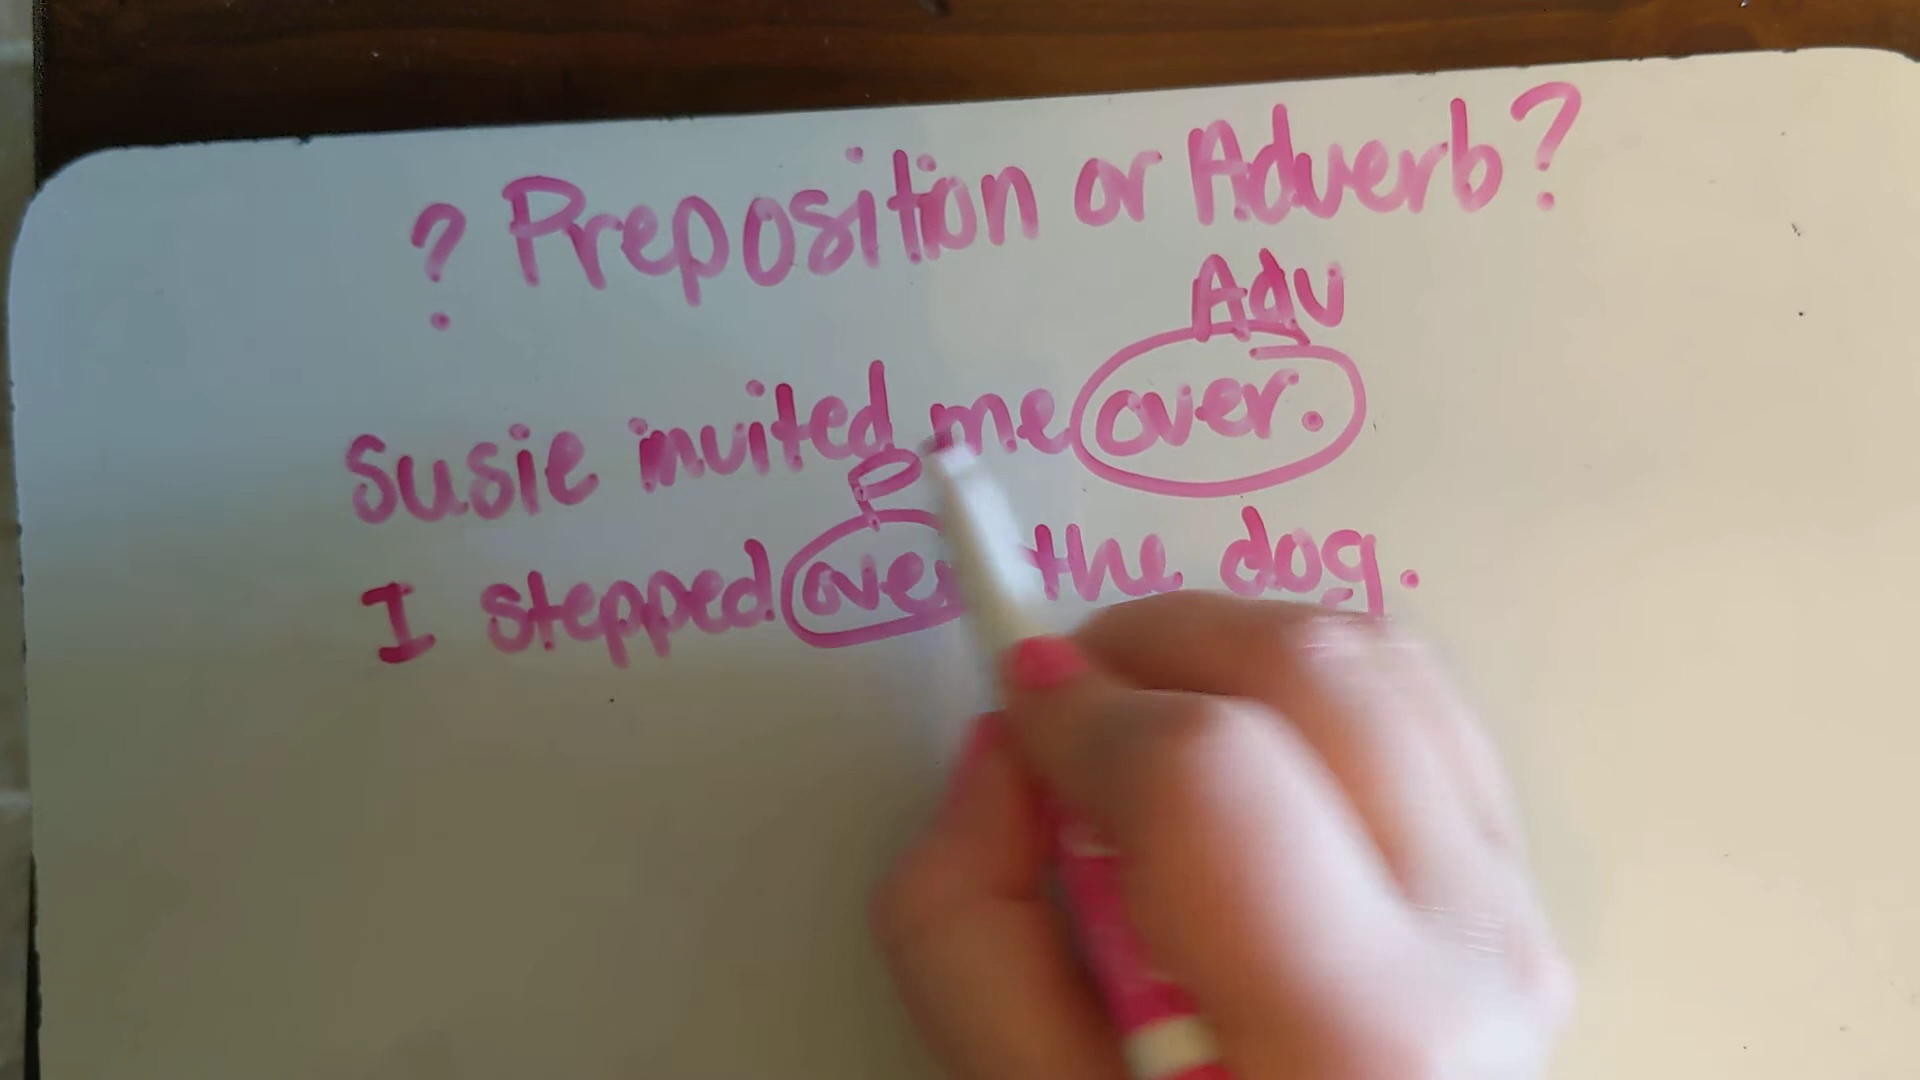 ? Preposition or Adverb?
Adv
Susie invited me over.
P
I stepped over the dog.